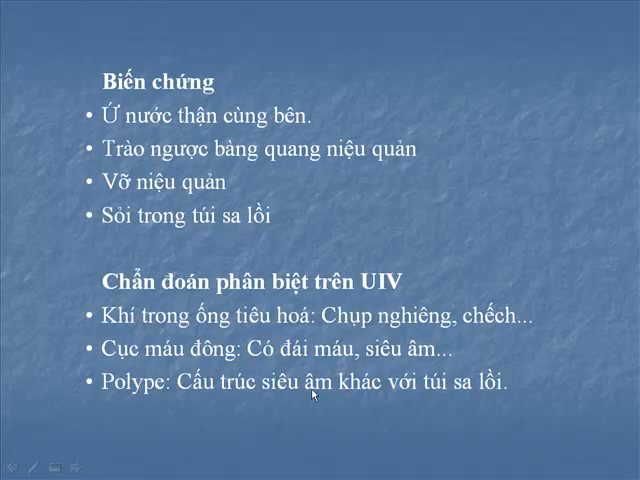 Biến chứng
• Ứ nước thận cùng bên.
• Trào ngược bàng quang niệu quản
• Vỡ niệu quản
• Sỏi trong túi sa lồi
Chẩn đoán phân biệt trên UIV
• Khí trong ống tiêu hoá: Chụp nghiêng, chếch...
• Cục máu đông: Có đái máu, siêu âm...
• Polype: Cấu trúc siêu âm khác với túi sa lồi.